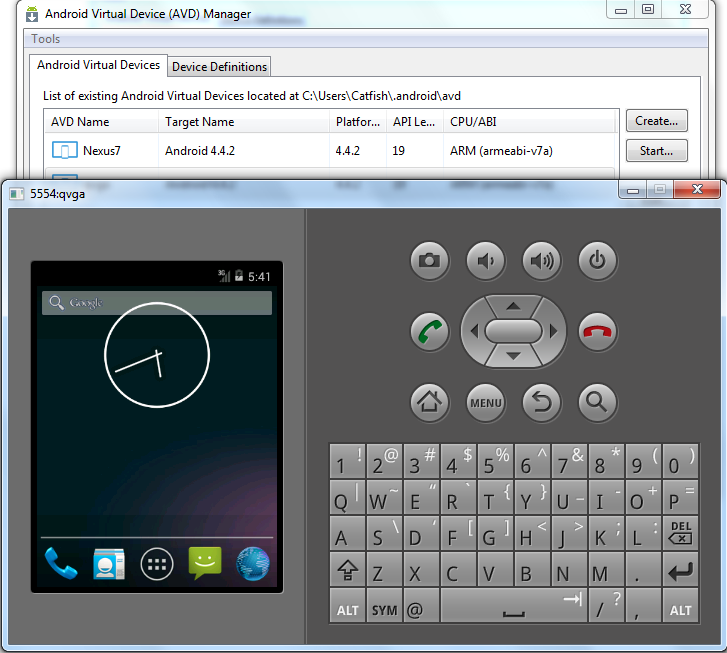 Android Virtual Device (AVD) Manager
Tools
Android Virtual Devices
Device Definitions
List of existing Android Virtual Devices located at C:\Users\Catfish\.android\avd
AVD Name Target Name Platfor... API Le... CPU/ABI
Create...
Nexus7 Android 4.4.2 4.4.2 19 ARM (armeabi-v7a)
Start...
5554:qvga
3G 5:41
Google
MENU
1 ! 2 @ 3 # 4 $ 5 % 6 ^ 7 & 8 * 9 ( 0 )
Q | W ~ E “ R ` T { Y } U _ I - O + P =
A S \ D ' F [ G ] H < J > K ; L : DEL
Z X C V B N M .
ALT SYM @ / ? , ALT